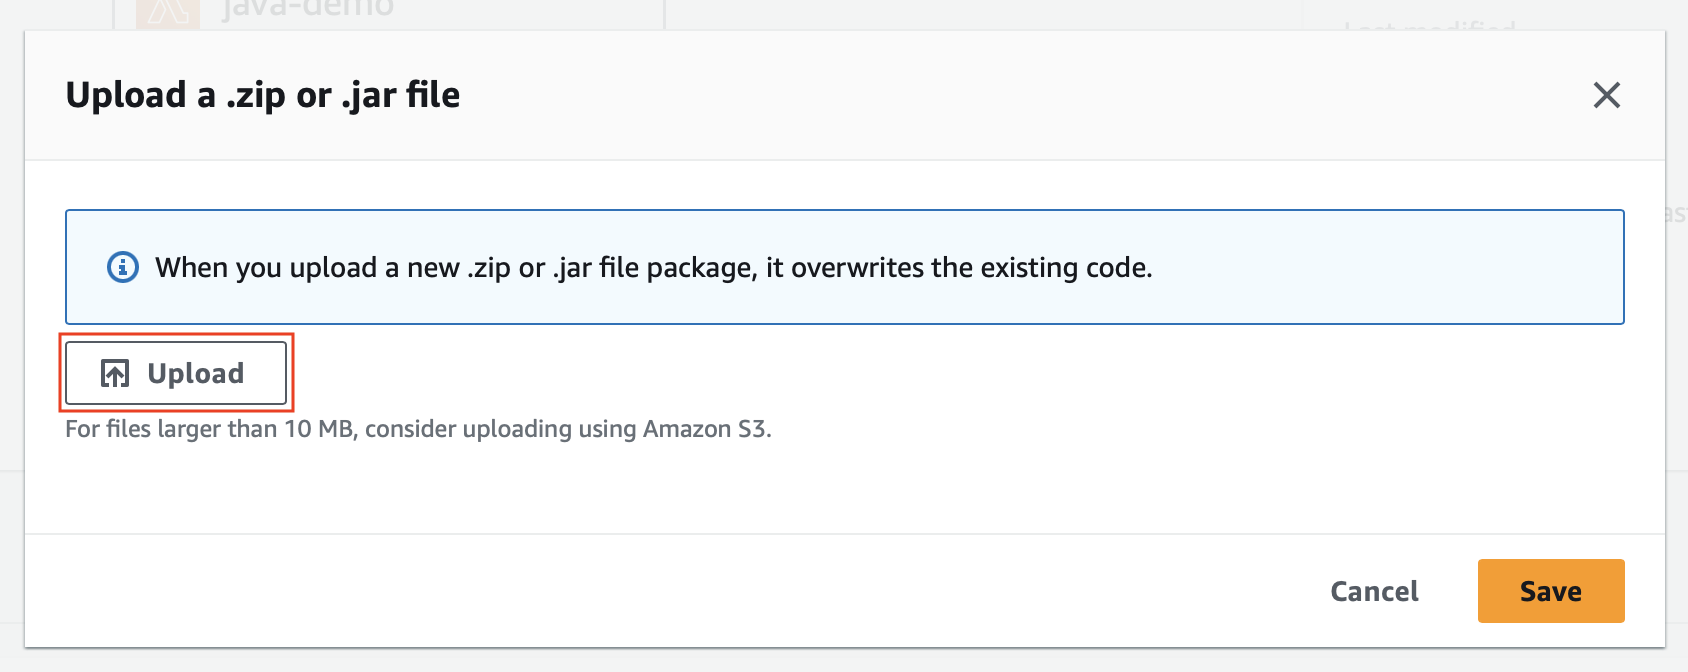 java-demo
Last modified
Upload a .zip or .jar file
When you upload a new .zip or .jar file package, it overwrites the existing code.
Upload
For files larger than 10 MB, consider uploading using Amazon S3.
Cancel
Save